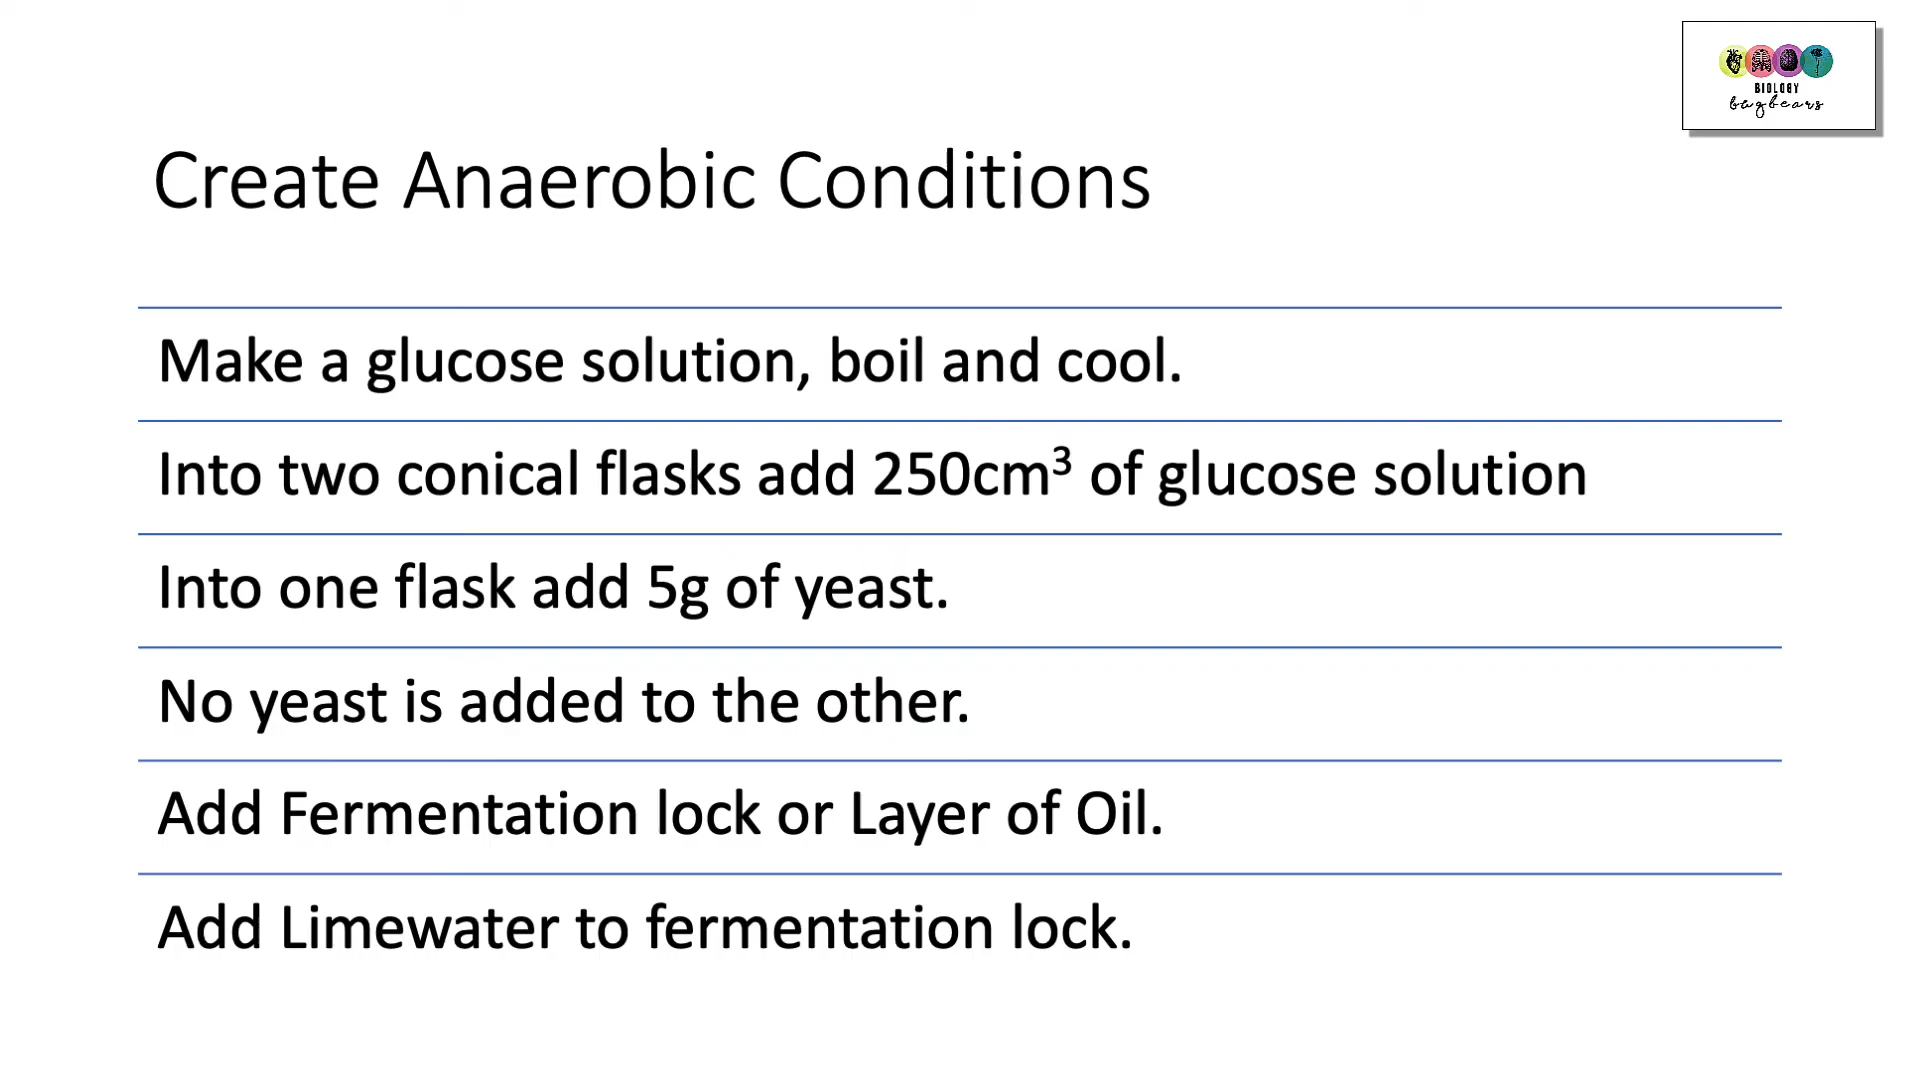 BIOLOGY
bugbears
Create Anaerobic Conditions
Make a glucose solution, boil and cool.
Into two conical flasks add 250cm³ of glucose solution
Into one flask add 5g of yeast.
No yeast is added to the other.
Add Fermentation lock or Layer of Oil.
Add Limewater to fermentation lock.